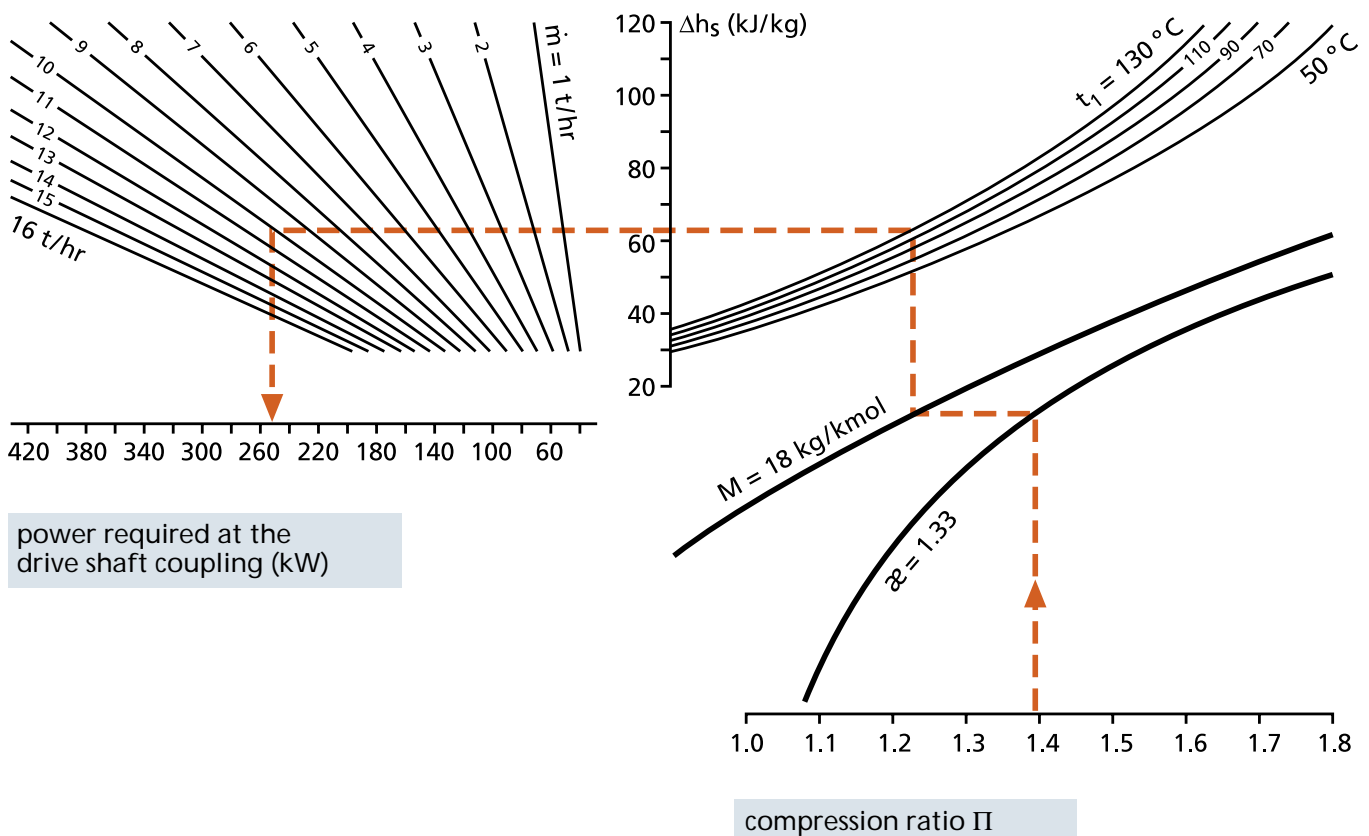 10
9
8
7
6
5
4
3
2
ṁ = 1 t/hr
11
12
13
14
15
16 t/hr
420 380 340 300 260 220 180 140 100 60
power required at the
drive shaft coupling (kW)
Δhs (kJ/kg)
120
100
80
60
40
20
t₁ = 130 °C
110
90
70
50 °C
M = 18 kg/kmol
æ = 1.33
1.0 1.1 1.2 1.3 1.4 1.5 1.6 1.7 1.8
compression ratio Π